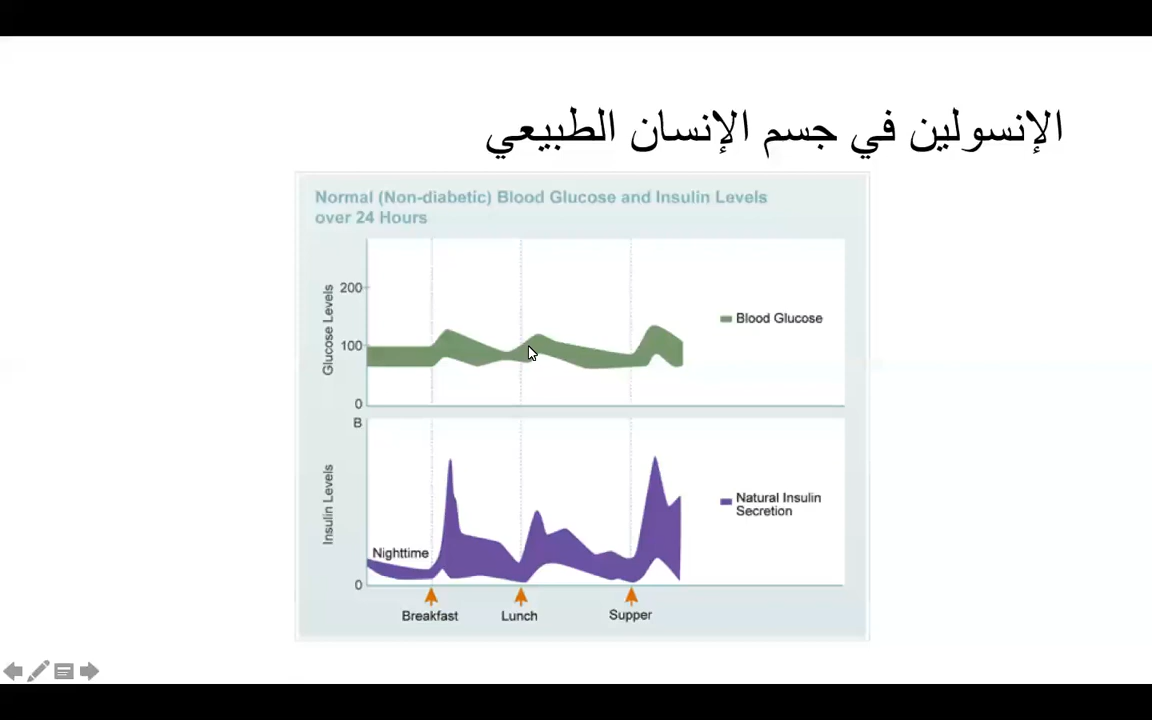 الإنسولين في جسم الإنسان الطبيعي
Normal (Non-diabetic) Blood Glucose and Insulin Levels
over 24 Hours
Glucose Levels
200
100
0
Blood Glucose
B
Insulin Levels
0
Nighttime
Natural Insulin
Secretion
Breakfast
Lunch
Supper